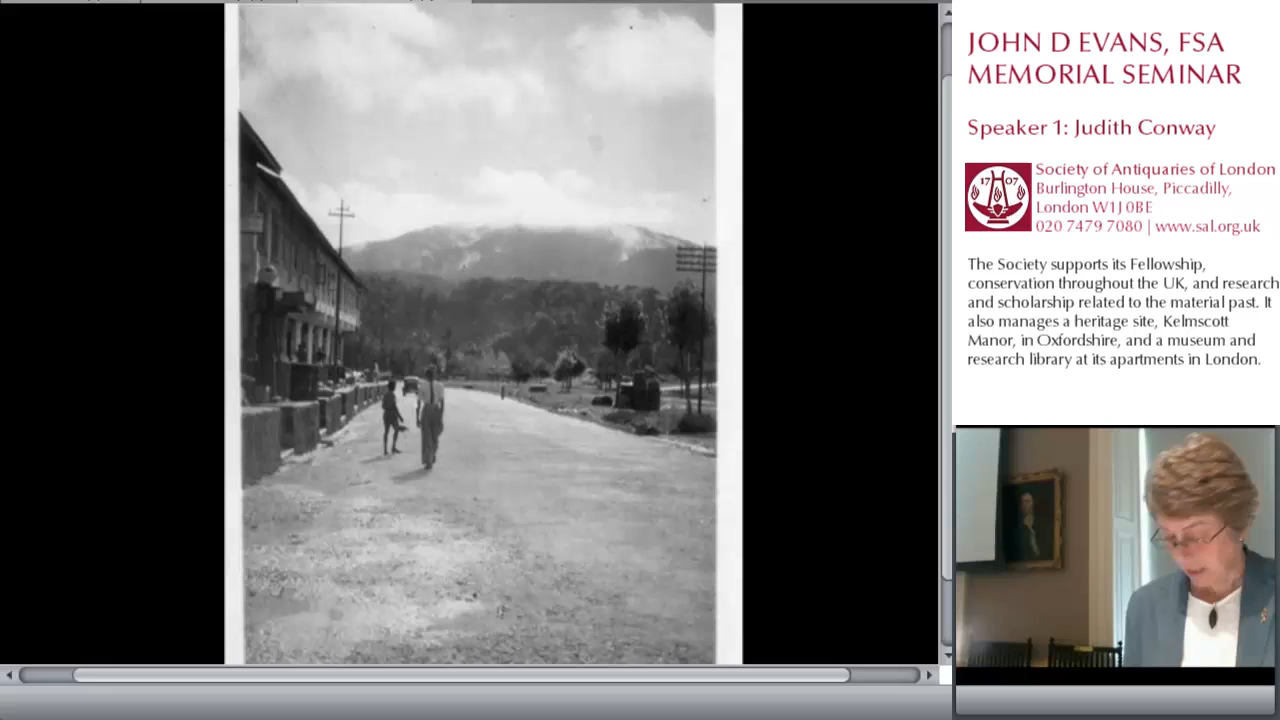 JOHN D EVANS, FSA
MEMORIAL SEMINAR
Speaker 1: Judith Conway
17 07
Society of Antiquaries of London
Burlington House, Piccadilly,
London W1J 0BE
020 7479 7080 | www.sal.org.uk
The Society supports its Fellowship,
conservation throughout the UK, and research
and scholarship related to the material past. It
also manages a heritage site, Kelmscott
Manor, in Oxfordshire, and a museum and
research library at its apartments in London.